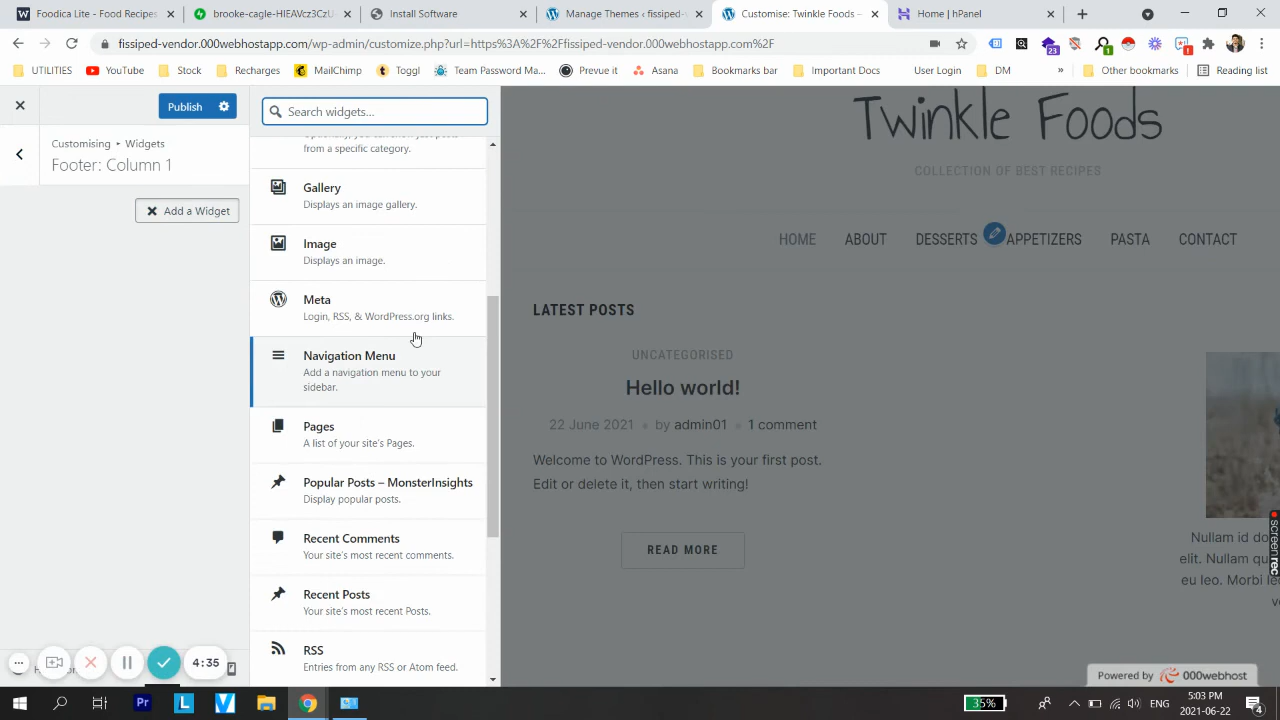 Foodica Lite - Food Recipes
brooke-cagle-HIEAVcz3CzU
Install Software
Manage Themes ‹ fissiped-
Customise: Twinkle Foods –
Home | hPanel
fissiped-vendor.000webhostapp.com/wp-admin/customize.php?url=https%3A%2F%2Ffissiped-vendor.000webhostapp.com%2F
23
1
1
UTILITIES
YouTube
Stock
Recharges
MailChimp
Toggl
Team Password Ma...
Prevue it
Asana
Bookmarks bar
Important Docs
User Login
DM
»
Other bookmarks
Reading list
Publish
Customising ▸ Widgets
Footer: Column 1
Add a Widget
Search widgets...
from a specific category.
Gallery
Displays an image gallery.
Image
Displays an image.
Meta
Login, RSS, & WordPress.org links.
Navigation Menu
Add a navigation menu to your
sidebar.
Pages
A list of your site's Pages.
Popular Posts – MonsterInsights
Display popular posts.
Recent Comments
Your site's most recent comments.
Recent Posts
Your site's most recent Posts.
RSS
Entries from any RSS or Atom feed.
Twinkle Foods
COLLECTION OF BEST RECIPES
HOME
ABOUT
DESSERTS
APPETIZERS
PASTA
CONTACT
LATEST POSTS
UNCATEGORISED
Hello world!
22 June 2021 • by admin01 • 1 comment
Welcome to WordPress. This is your first post.
Edit or delete it, then start writing!
READ MORE
Nullam id do
elit. Nullam qu
eu leo. Morbi le
screenrec
Powered by 000webhost
4:35
35%
ENG
5:03 PM
2021-06-22
4